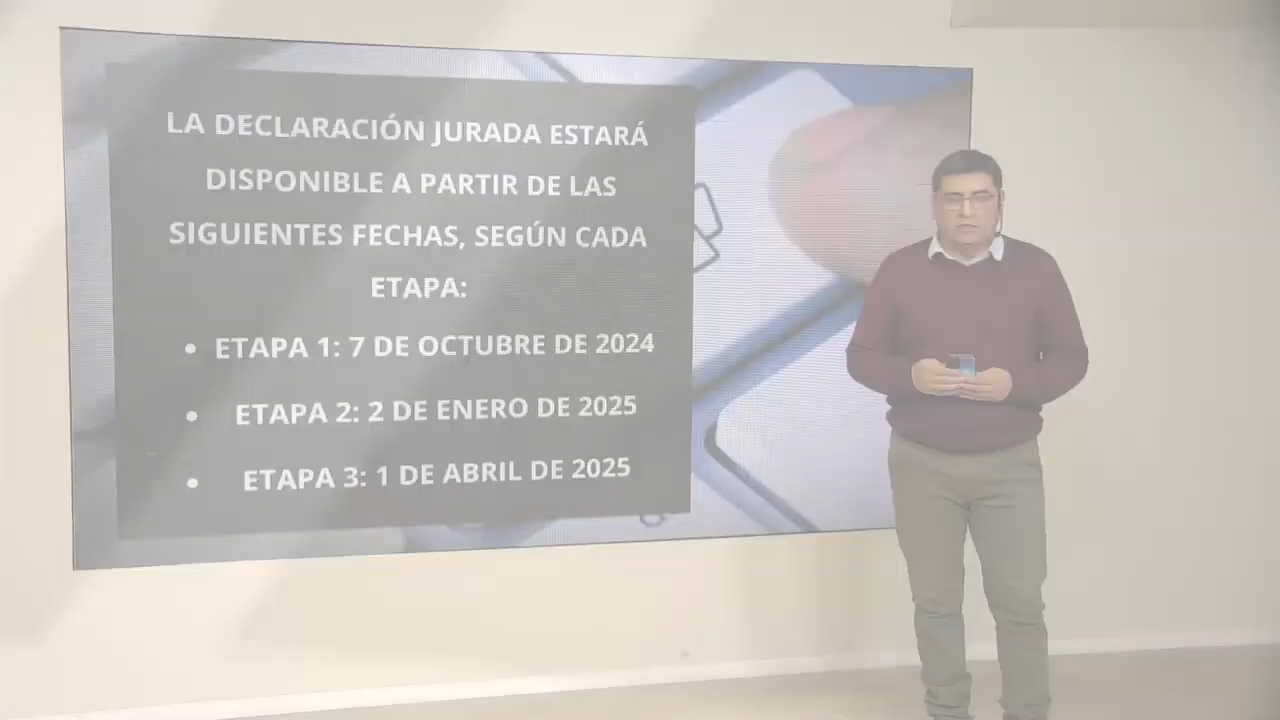 LA DECLARACIÓN JURADA ESTARÁ
DISPONIBLE A PARTIR DE LAS
SIGUIENTES FECHAS, SEGÚN CADA
ETAPA:
• ETAPA 1: 7 DE OCTUBRE DE 2024
• ETAPA 2: 2 DE ENERO DE 2025
• ETAPA 3: 1 DE ABRIL DE 2025